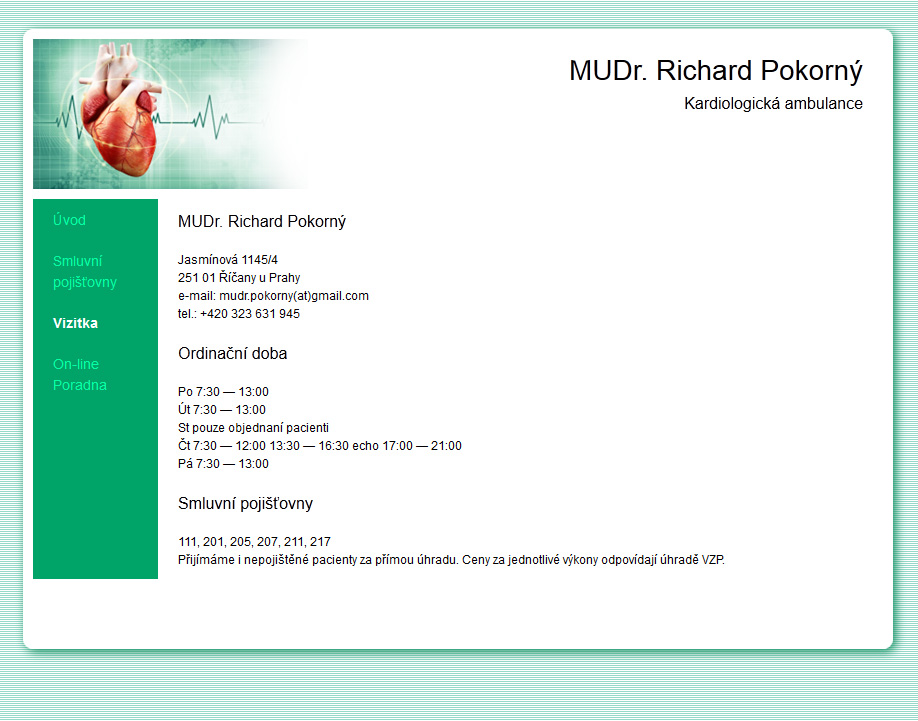 MUDr. Richard Pokorný
Kardiologická ambulance
Úvod
Smluvní
pojišťovny
Vizitka
On-line
Poradna
MUDr. Richard Pokorný
Jasmínová 1145/4
251 01 Říčany u Prahy
e-mail: mudr.pokorny(at)gmail.com
tel.: +420 323 631 945
Ordinační doba
Po 7:30 — 13:00
Út 7:30 — 13:00
St pouze objednaní pacienti
Čt 7:30 — 12:00 13:30 — 16:30 echo 17:00 — 21:00
Pá 7:30 — 13:00
Smluvní pojišťovny
111, 201, 205, 207, 211, 217
Přijímáme i nepojištěné pacienty za přímou úhradu. Ceny za jednotlivé výkony odpovídají úhradě VZP.